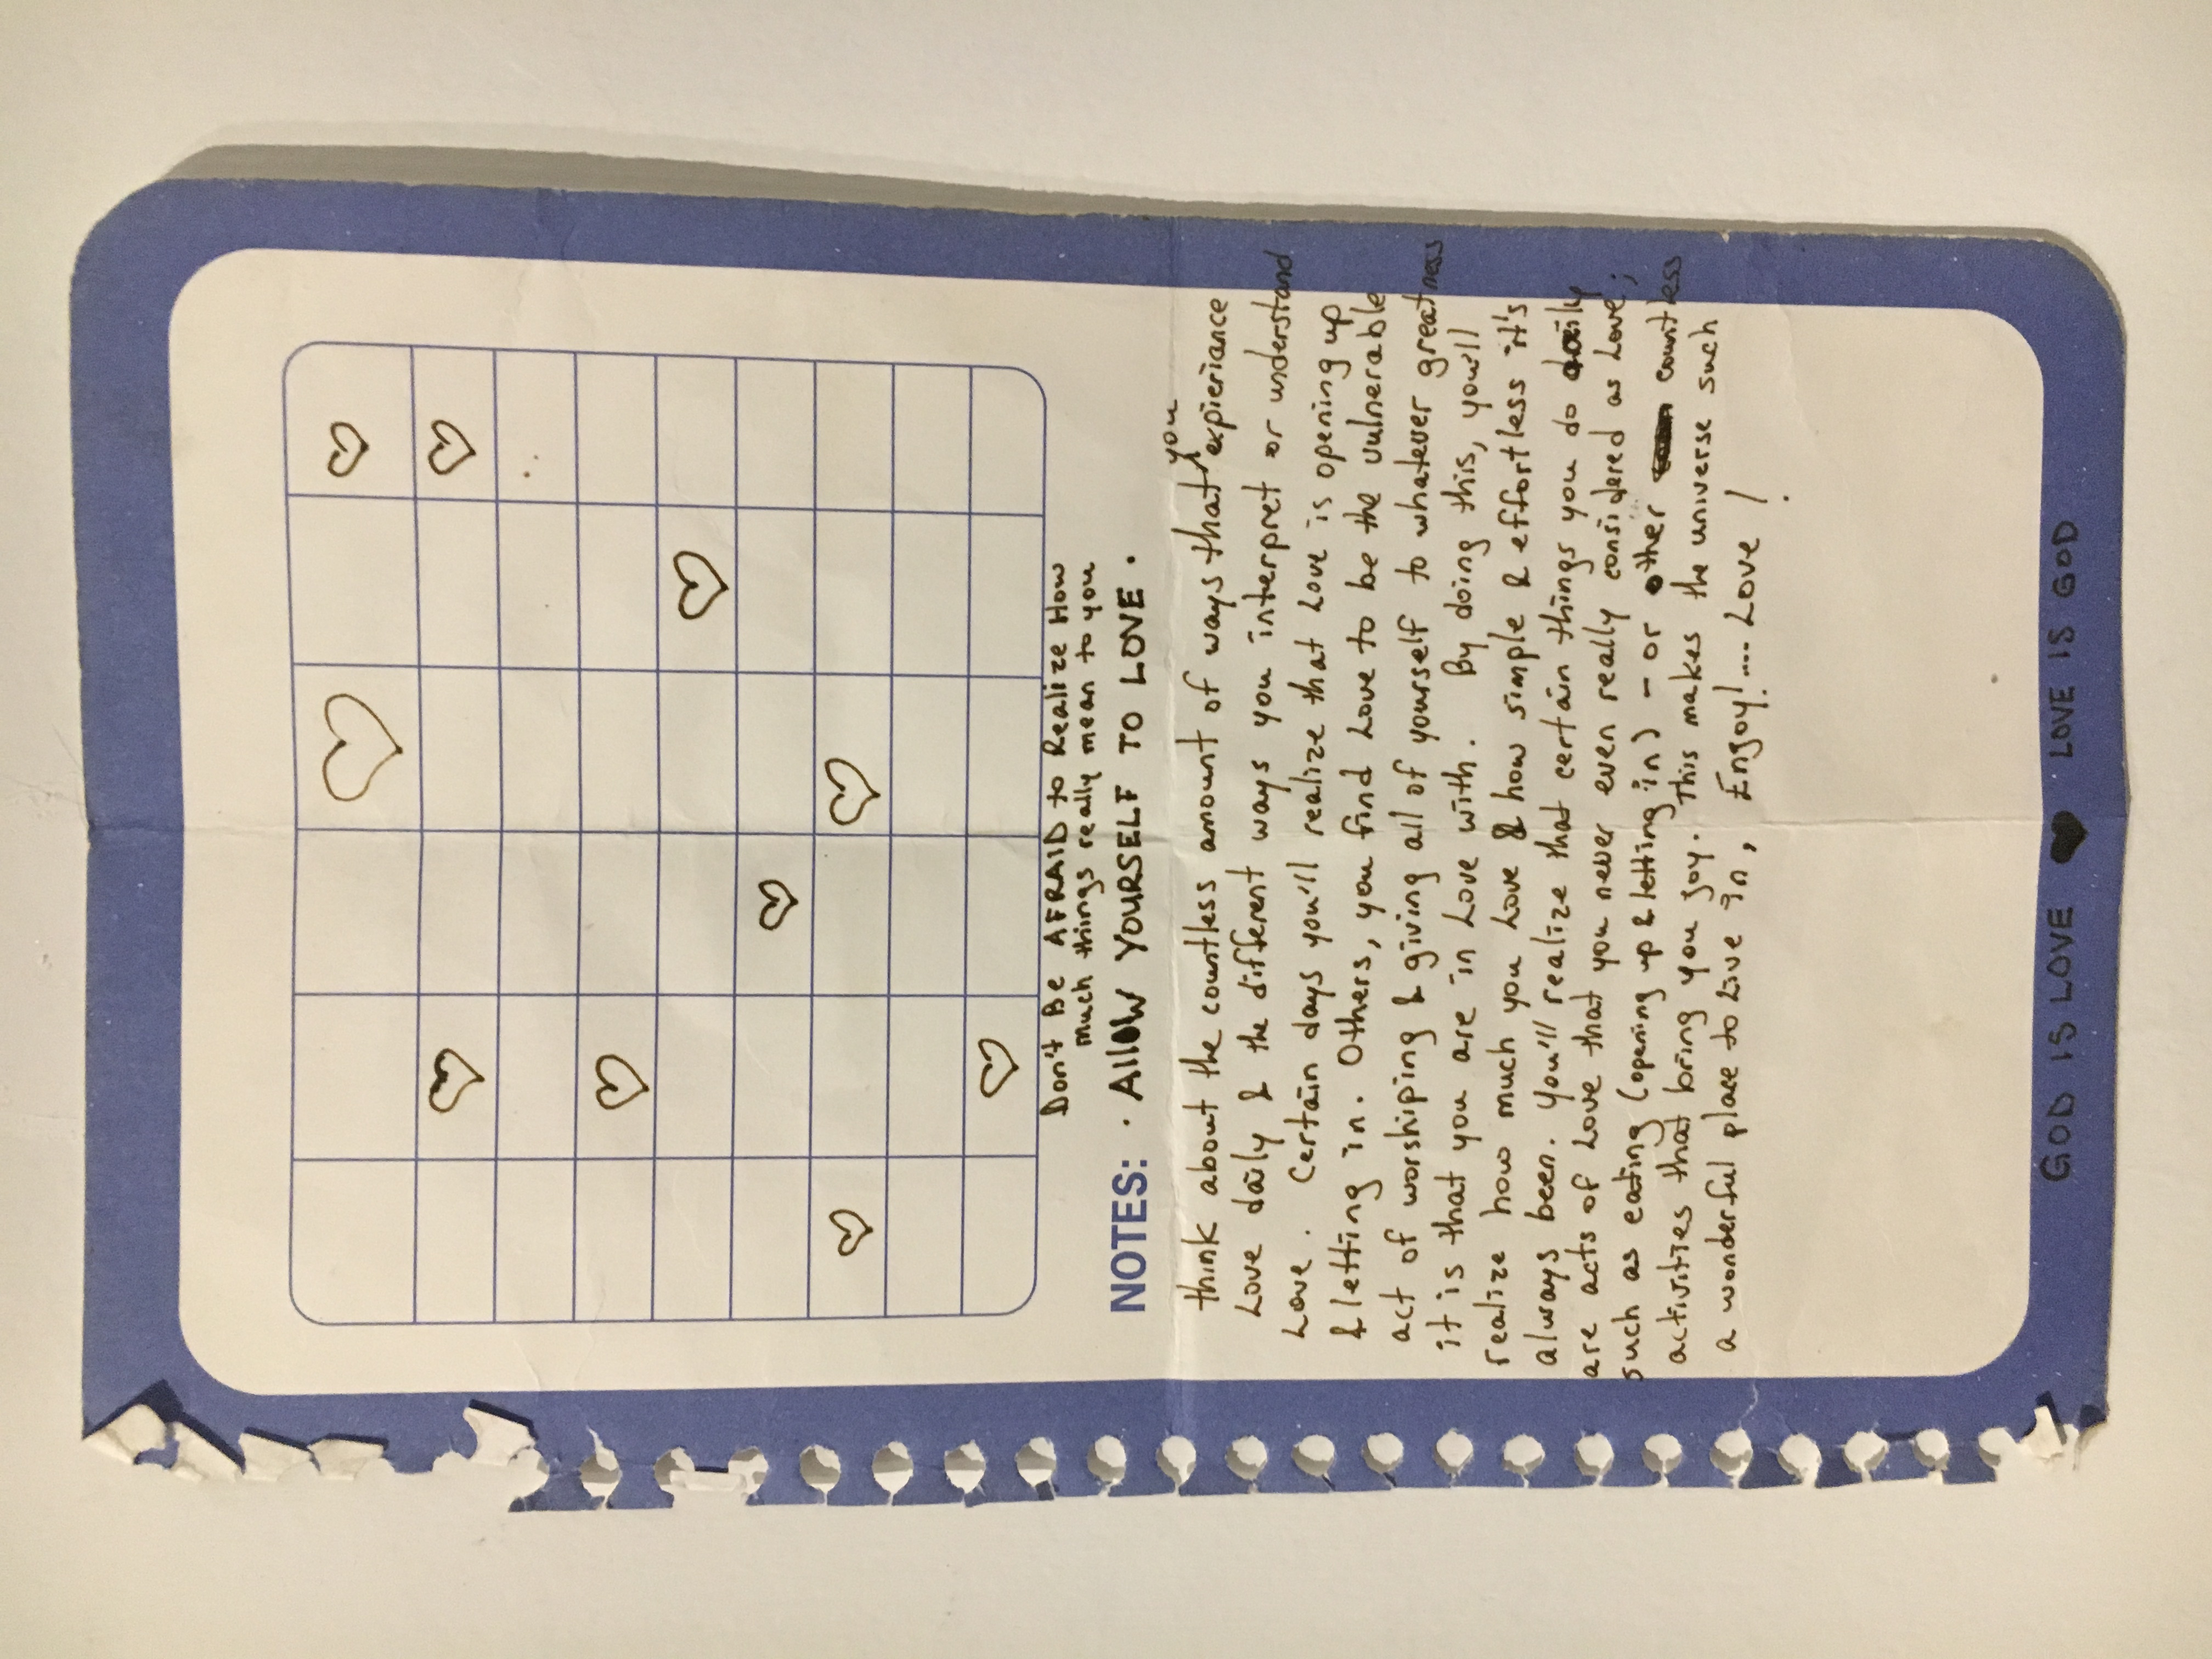 Don't Be AFRAID to Realize How
much things really mean to you
NOTES: · AllOW YOURSELF TO LOVE ·
think about the countless amount of ways that you expieriance
Love daily & the different ways you interpret or understand
Love. Certain days you'll realize that Love is opening up
& letting in. Others, you find Love to be the vulnerable
act of worshiping & giving all of yourself to whatever greatness
it is that you are in Love with. By doing this, you'll
realize how much you Love & how simple & effortless it's
always been. You'll realize that certain things you do daily
are acts of Love that you never even really considered as Love;
such as eating (opening up & letting in) - or other countless
activities that bring you joy. This makes the universe such
a wonderful place to Live in, Enjoy!.... Love!
GOD IS LOVE ♥ LOVE IS GOD